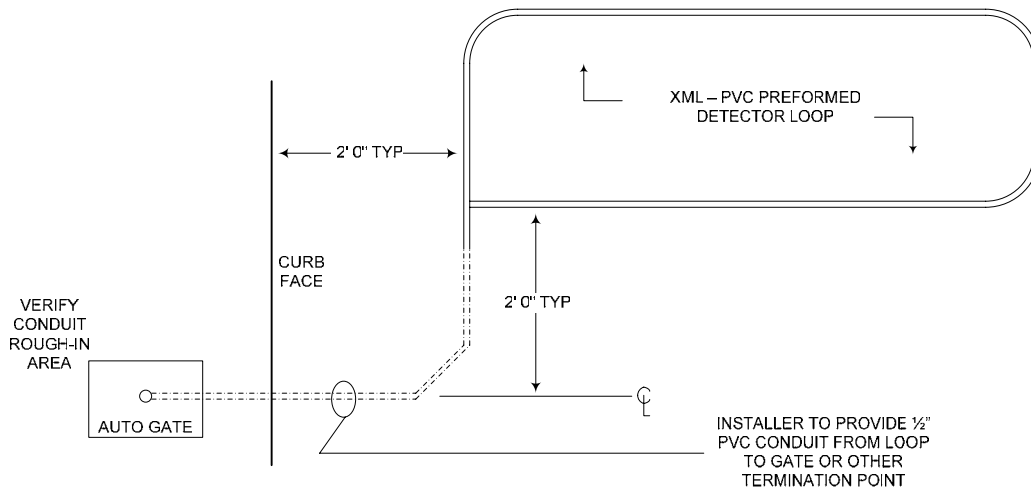 XML – PVC PREFORMED
DETECTOR LOOP
2' 0" TYP
CURB
FACE
2' 0" TYP
VERIFY
CONDUIT
ROUGH-IN
AREA
AUTO GATE
℄
INSTALLER TO PROVIDE ½”
PVC CONDUIT FROM LOOP
TO GATE OR OTHER
TERMINATION POINT